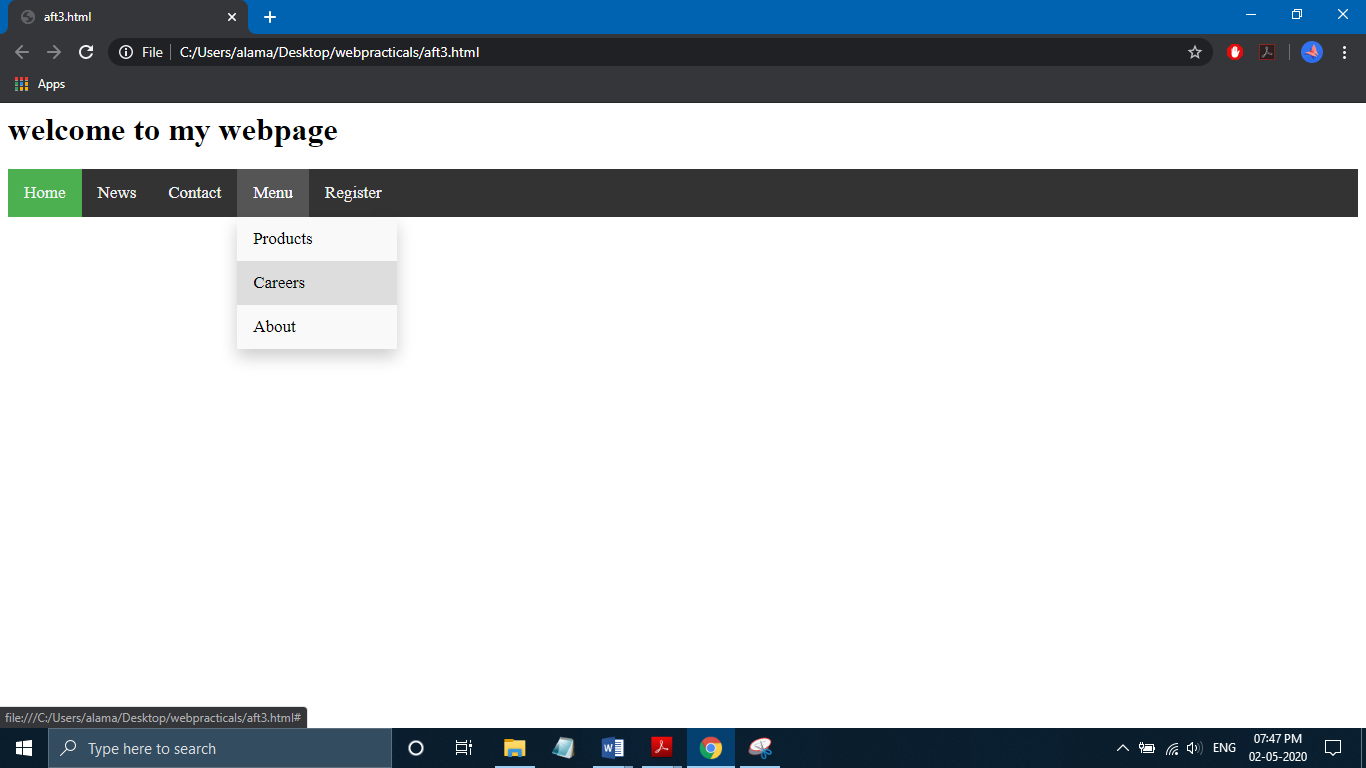 aft3.html
File C:/Users/alama/Desktop/webpracticals/aft3.html
Apps
welcome to my webpage
Home News Contact Menu Register
Products
Careers
About
file:///C:/Users/alama/Desktop/webpracticals/aft3.html#
Type here to search
ENG
07:47 PM
02-05-2020